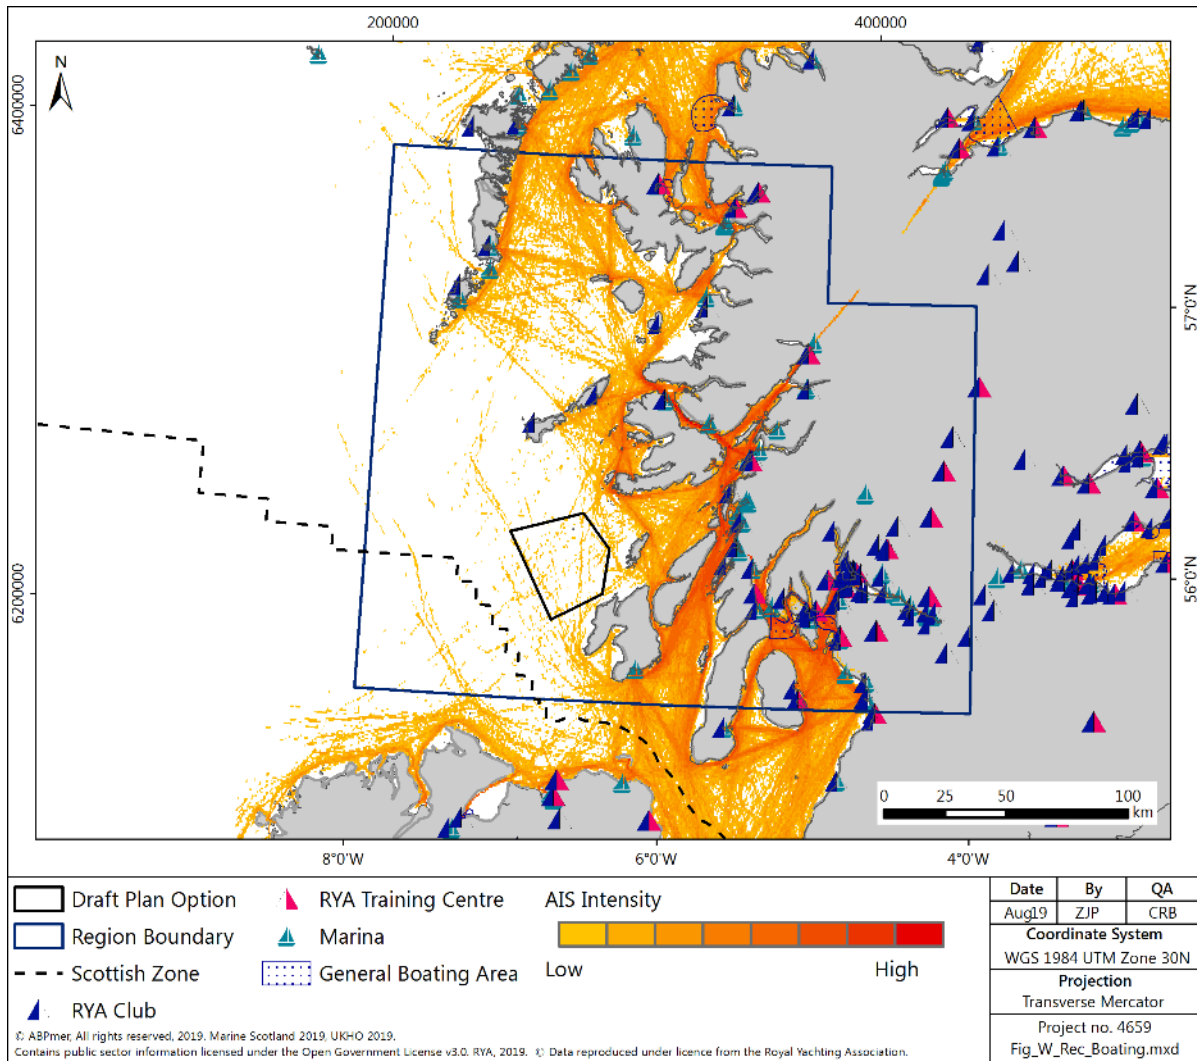 200000
400000
N
6400000
57°0'N
6200000
56°0'N
0
25
50
100
km
8°0'W
6°0'W
4°0'W
Draft Plan Option
Region Boundary
Scottish Zone
RYA Club
RYA Training Centre
Marina
General Boating Area
AIS Intensity
Low
High
Date By QA
Aug19 ZJP CRB
Coordinate System
WGS 1984 UTM Zone 30N
Projection
Transverse Mercator
Project no. 4659
Fig_W_Rec_Boating.mxd
© ABPmer, All rights reserved, 2019. Marine Scotland 2019, UKHO 2019.
Contains public sector information licensed under the Open Government License v3.0. RYA, 2019. © Data reproduced under licence from the Royal Yachting Association.